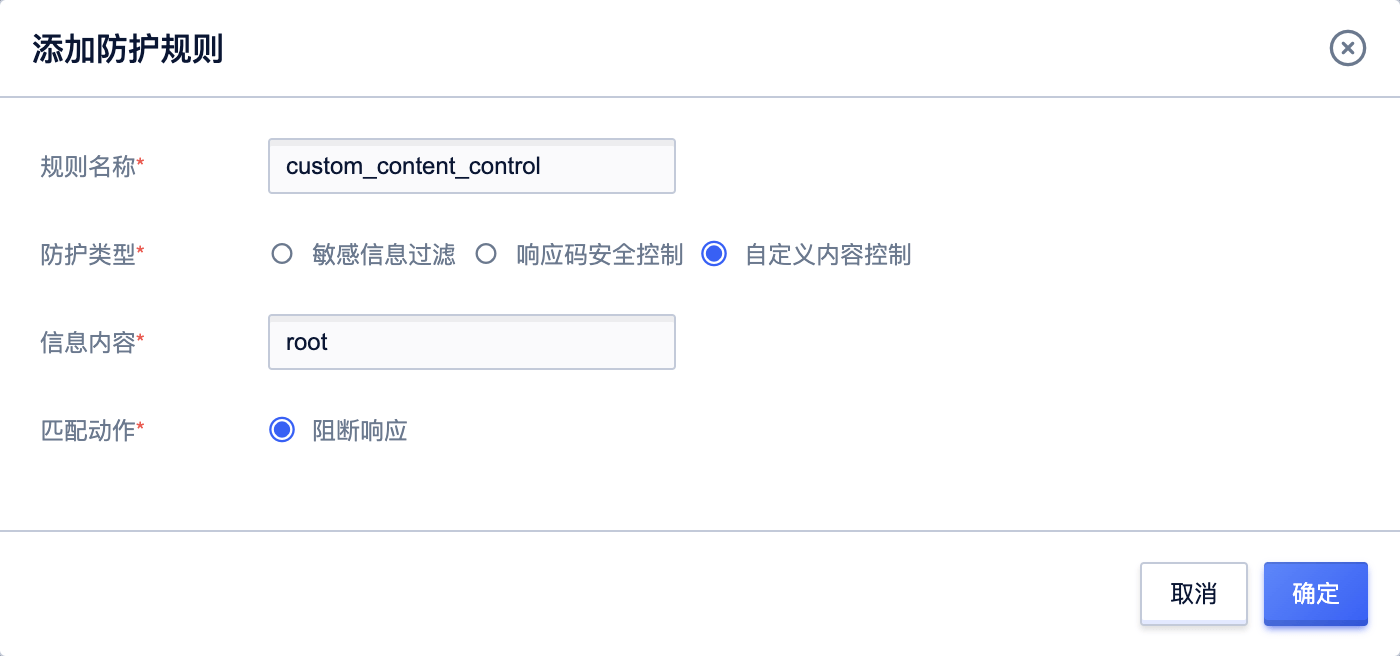 添加防护规则
规则名称* custom_content_control
防护类型* 敏感信息过滤 响应码安全控制 自定义内容控制
信息内容* root
匹配动作* 阻断响应
取消 确定